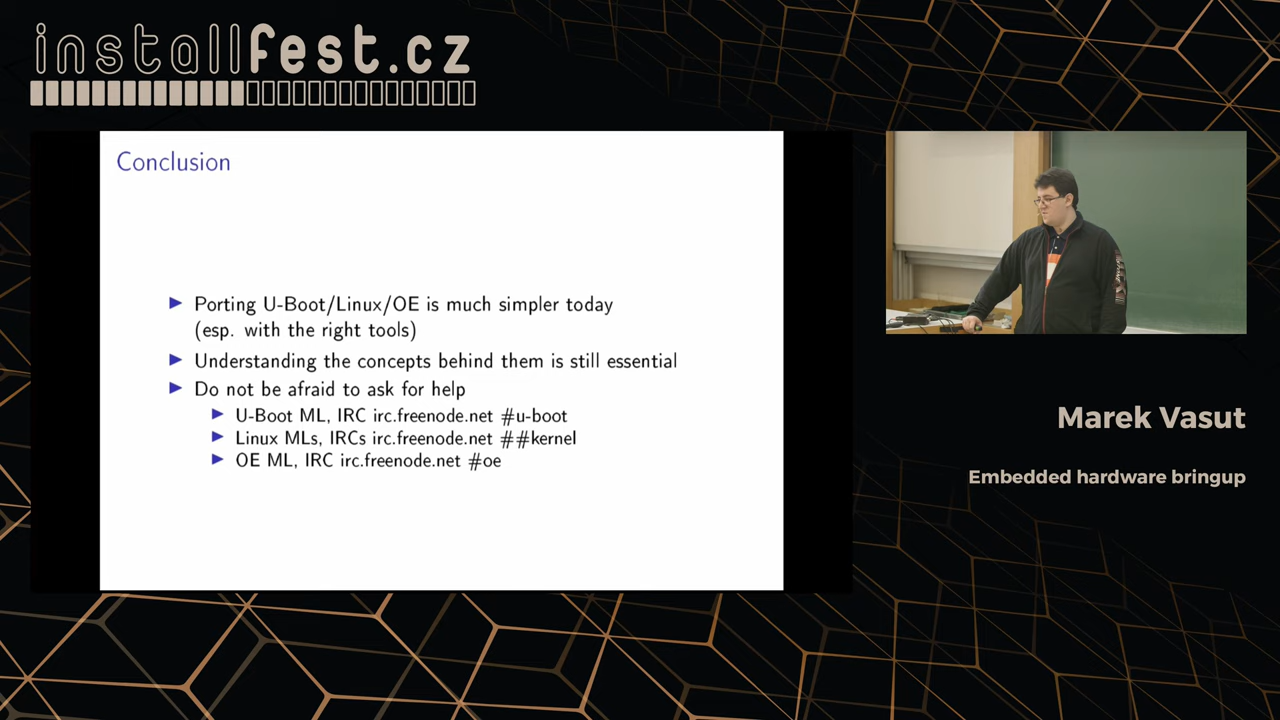 installfest.cz
Conclusion
Porting U-Boot/Linux/OE is much simpler today
(esp. with the right tools)
Understanding the concepts behind them is still essential
Do not be afraid to ask for help
U-Boot ML, IRC irc.freenode.net #u-boot
Linux MLs, IRCs irc.freenode.net ##kernel
OE ML, IRC irc.freenode.net #oe
Marek Vasut
Embedded hardware bringup